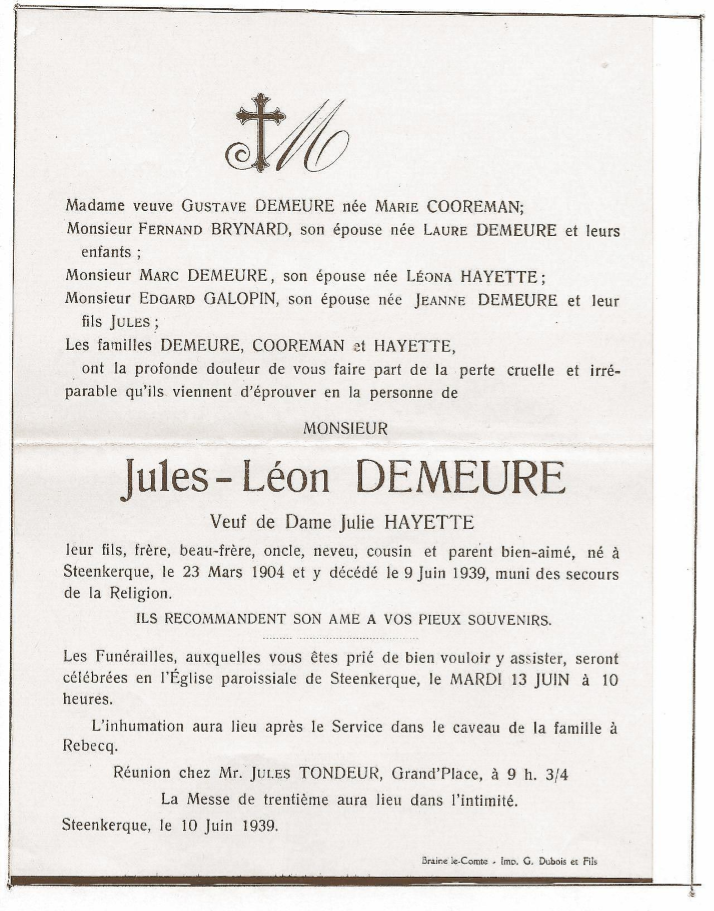 M
Madame veuve GUSTAVE DEMEURE née MARIE COOREMAN;
Monsieur FERNAND BRYNARD, son épouse née LAURE DEMEURE et leurs
enfants ;
Monsieur MARC DEMEURE, son épouse née LÉONA HAYETTE ;
Monsieur EDGARD GALOPIN, son épouse née JEANNE DEMEURE et leur
fils JULES ;
Les familles DEMEURE, COOREMAN et HAYETTE,
ont la profonde douleur de vous faire part de la perte cruelle et irré-
parable qu'ils viennent d'éprouver en la personne de
MONSIEUR
Jules-Léon DEMEURE
Veuf de Dame Julie HAYETTE
leur fils, frère, beau-frère, oncle, neveu, cousin et parent bien-aimé, né à
Steenkerque, le 23 Mars 1904 et y décédé le 9 Juin 1939, muni des secours
de la Religion.
ILS RECOMMANDENT SON AME A VOS PIEUX SOUVENIRS.
Les Funérailles, auxquelles vous êtes prié de bien vouloir y assister, seront
célébrées en l'Église paroissiale de Steenkerque, le MARDI 13 JUIN à 10
heures.
L'inhumation aura lieu après le Service dans le caveau de la famille à
Rebecq.
Réunion chez Mr. JULES TONDEUR, Grand'Place, à 9 h. 3/4
La Messe de trentième aura lieu dans l'intimité.
Steenkerque, le 10 Juin 1939.
Braine le-Comte - Imp. G. Dubois et Fils